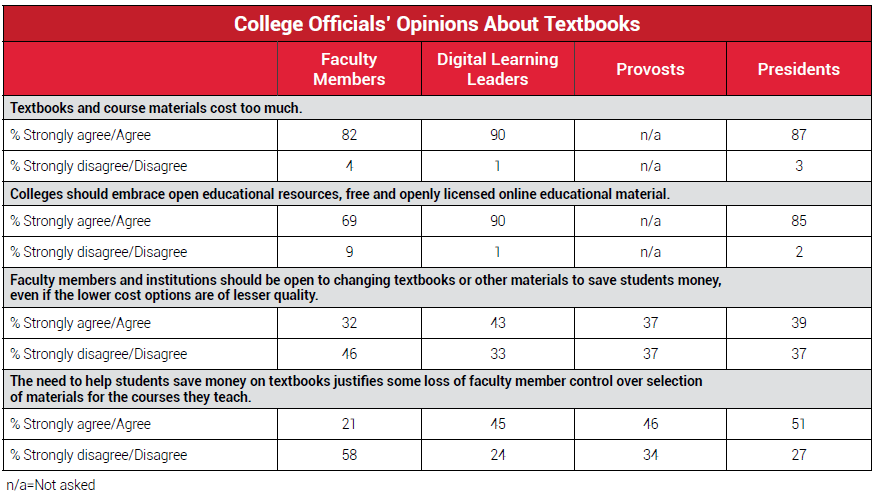 College Officials’ Opinions About Textbooks
Faculty Members Digital Learning Leaders Provosts Presidents
Textbooks and course materials cost too much.
% Strongly agree/Agree 82 90 n/a 87
% Strongly disagree/Disagree 4 1 n/a 3
Colleges should embrace open educational resources, free and openly licensed online educational material.
% Strongly agree/Agree 69 90 n/a 85
% Strongly disagree/Disagree 9 1 n/a 2
Faculty members and institutions should be open to changing textbooks or other materials to save students money,
even if the lower cost options are of lesser quality.
% Strongly agree/Agree 32 43 37 39
% Strongly disagree/Disagree 46 33 37 37
The need to help students save money on textbooks justifies some loss of faculty member control over selection
of materials for the courses they teach.
% Strongly agree/Agree 21 45 46 51
% Strongly disagree/Disagree 58 24 34 27
n/a=Not asked